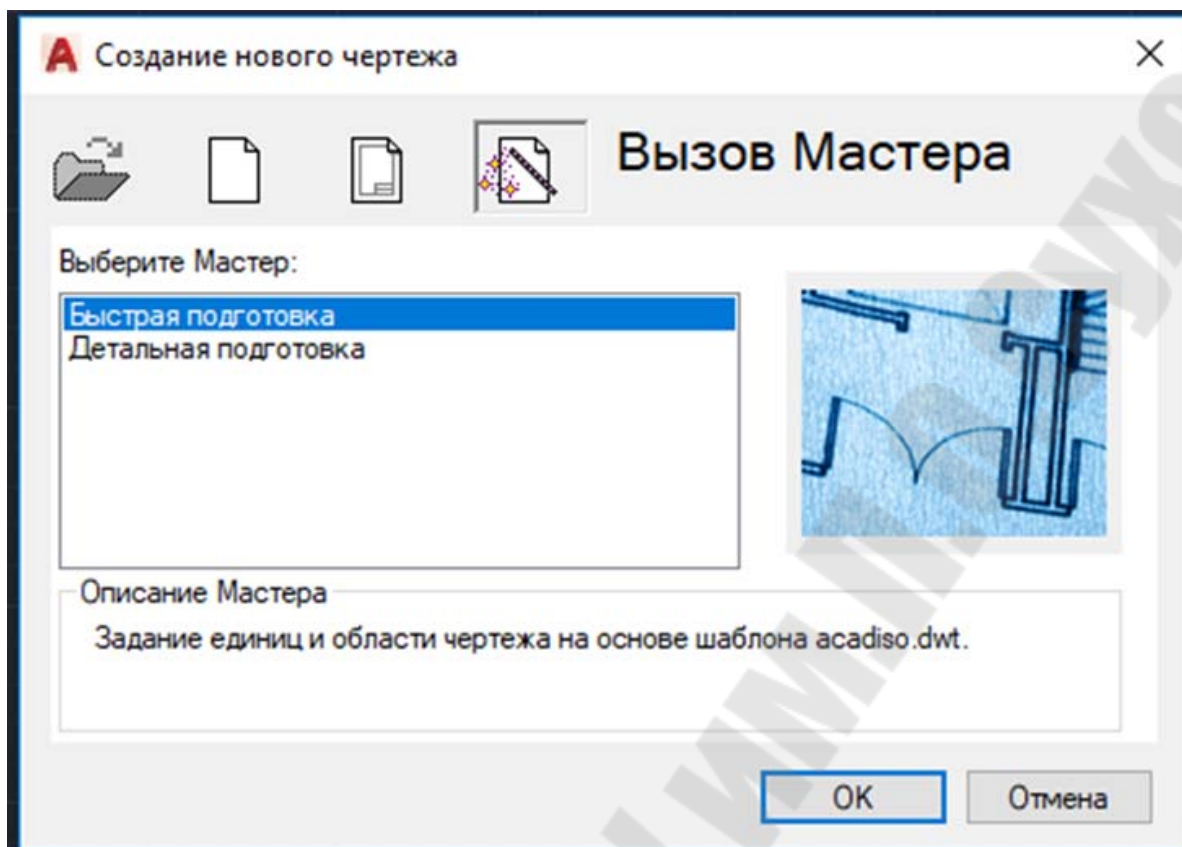 Создание нового чертежа
Вызов Мастера
Выберите Мастер:
Быстрая подготовка
Детальная подготовка
Описание Мастера
Задание единиц и области чертежа на основе шаблона acadiso.dwt.
OK
Отмена